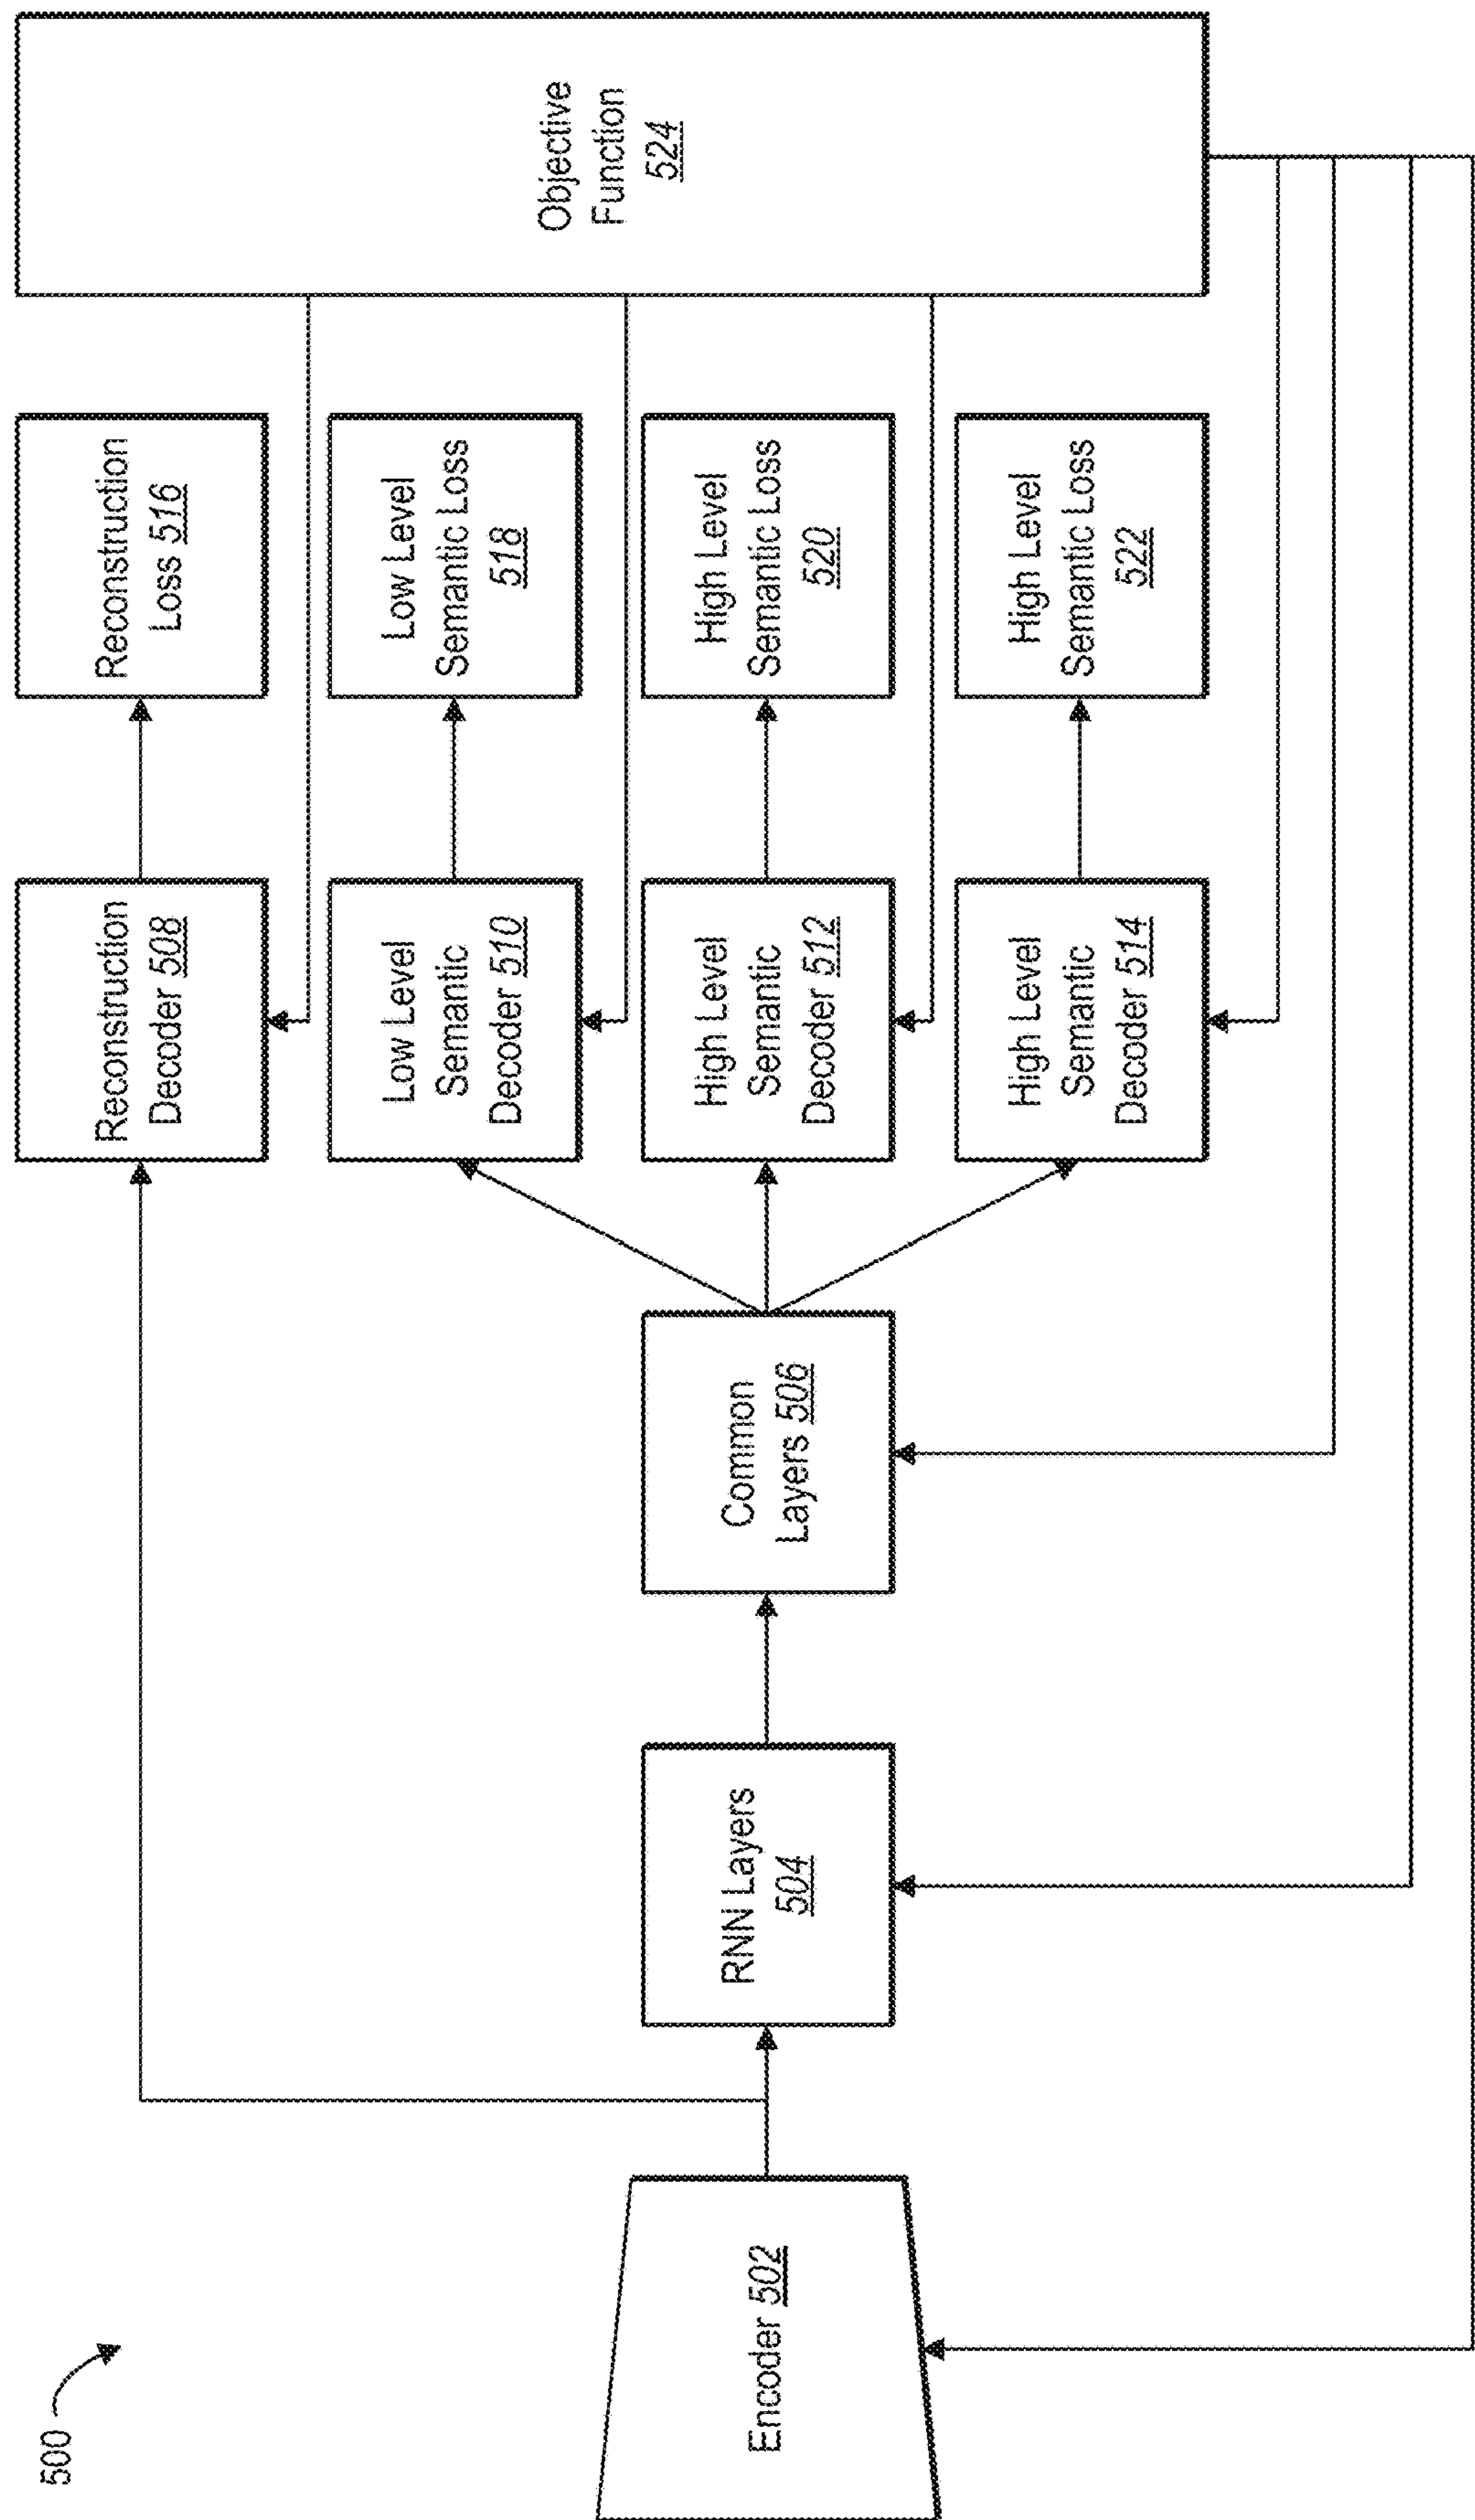 500
Encoder 502
RNN Layers
504
Common
Layers 506
Reconstruction
Decoder 508
Low Level
Semantic
Decoder 510
High Level
Semantic
Decoder 512
High Level
Semantic
Decoder 514
Reconstruction
Loss 516
Low Level
Semantic Loss
518
High Level
Semantic Loss
520
High Level
Semantic Loss
522
Objective
Function
524